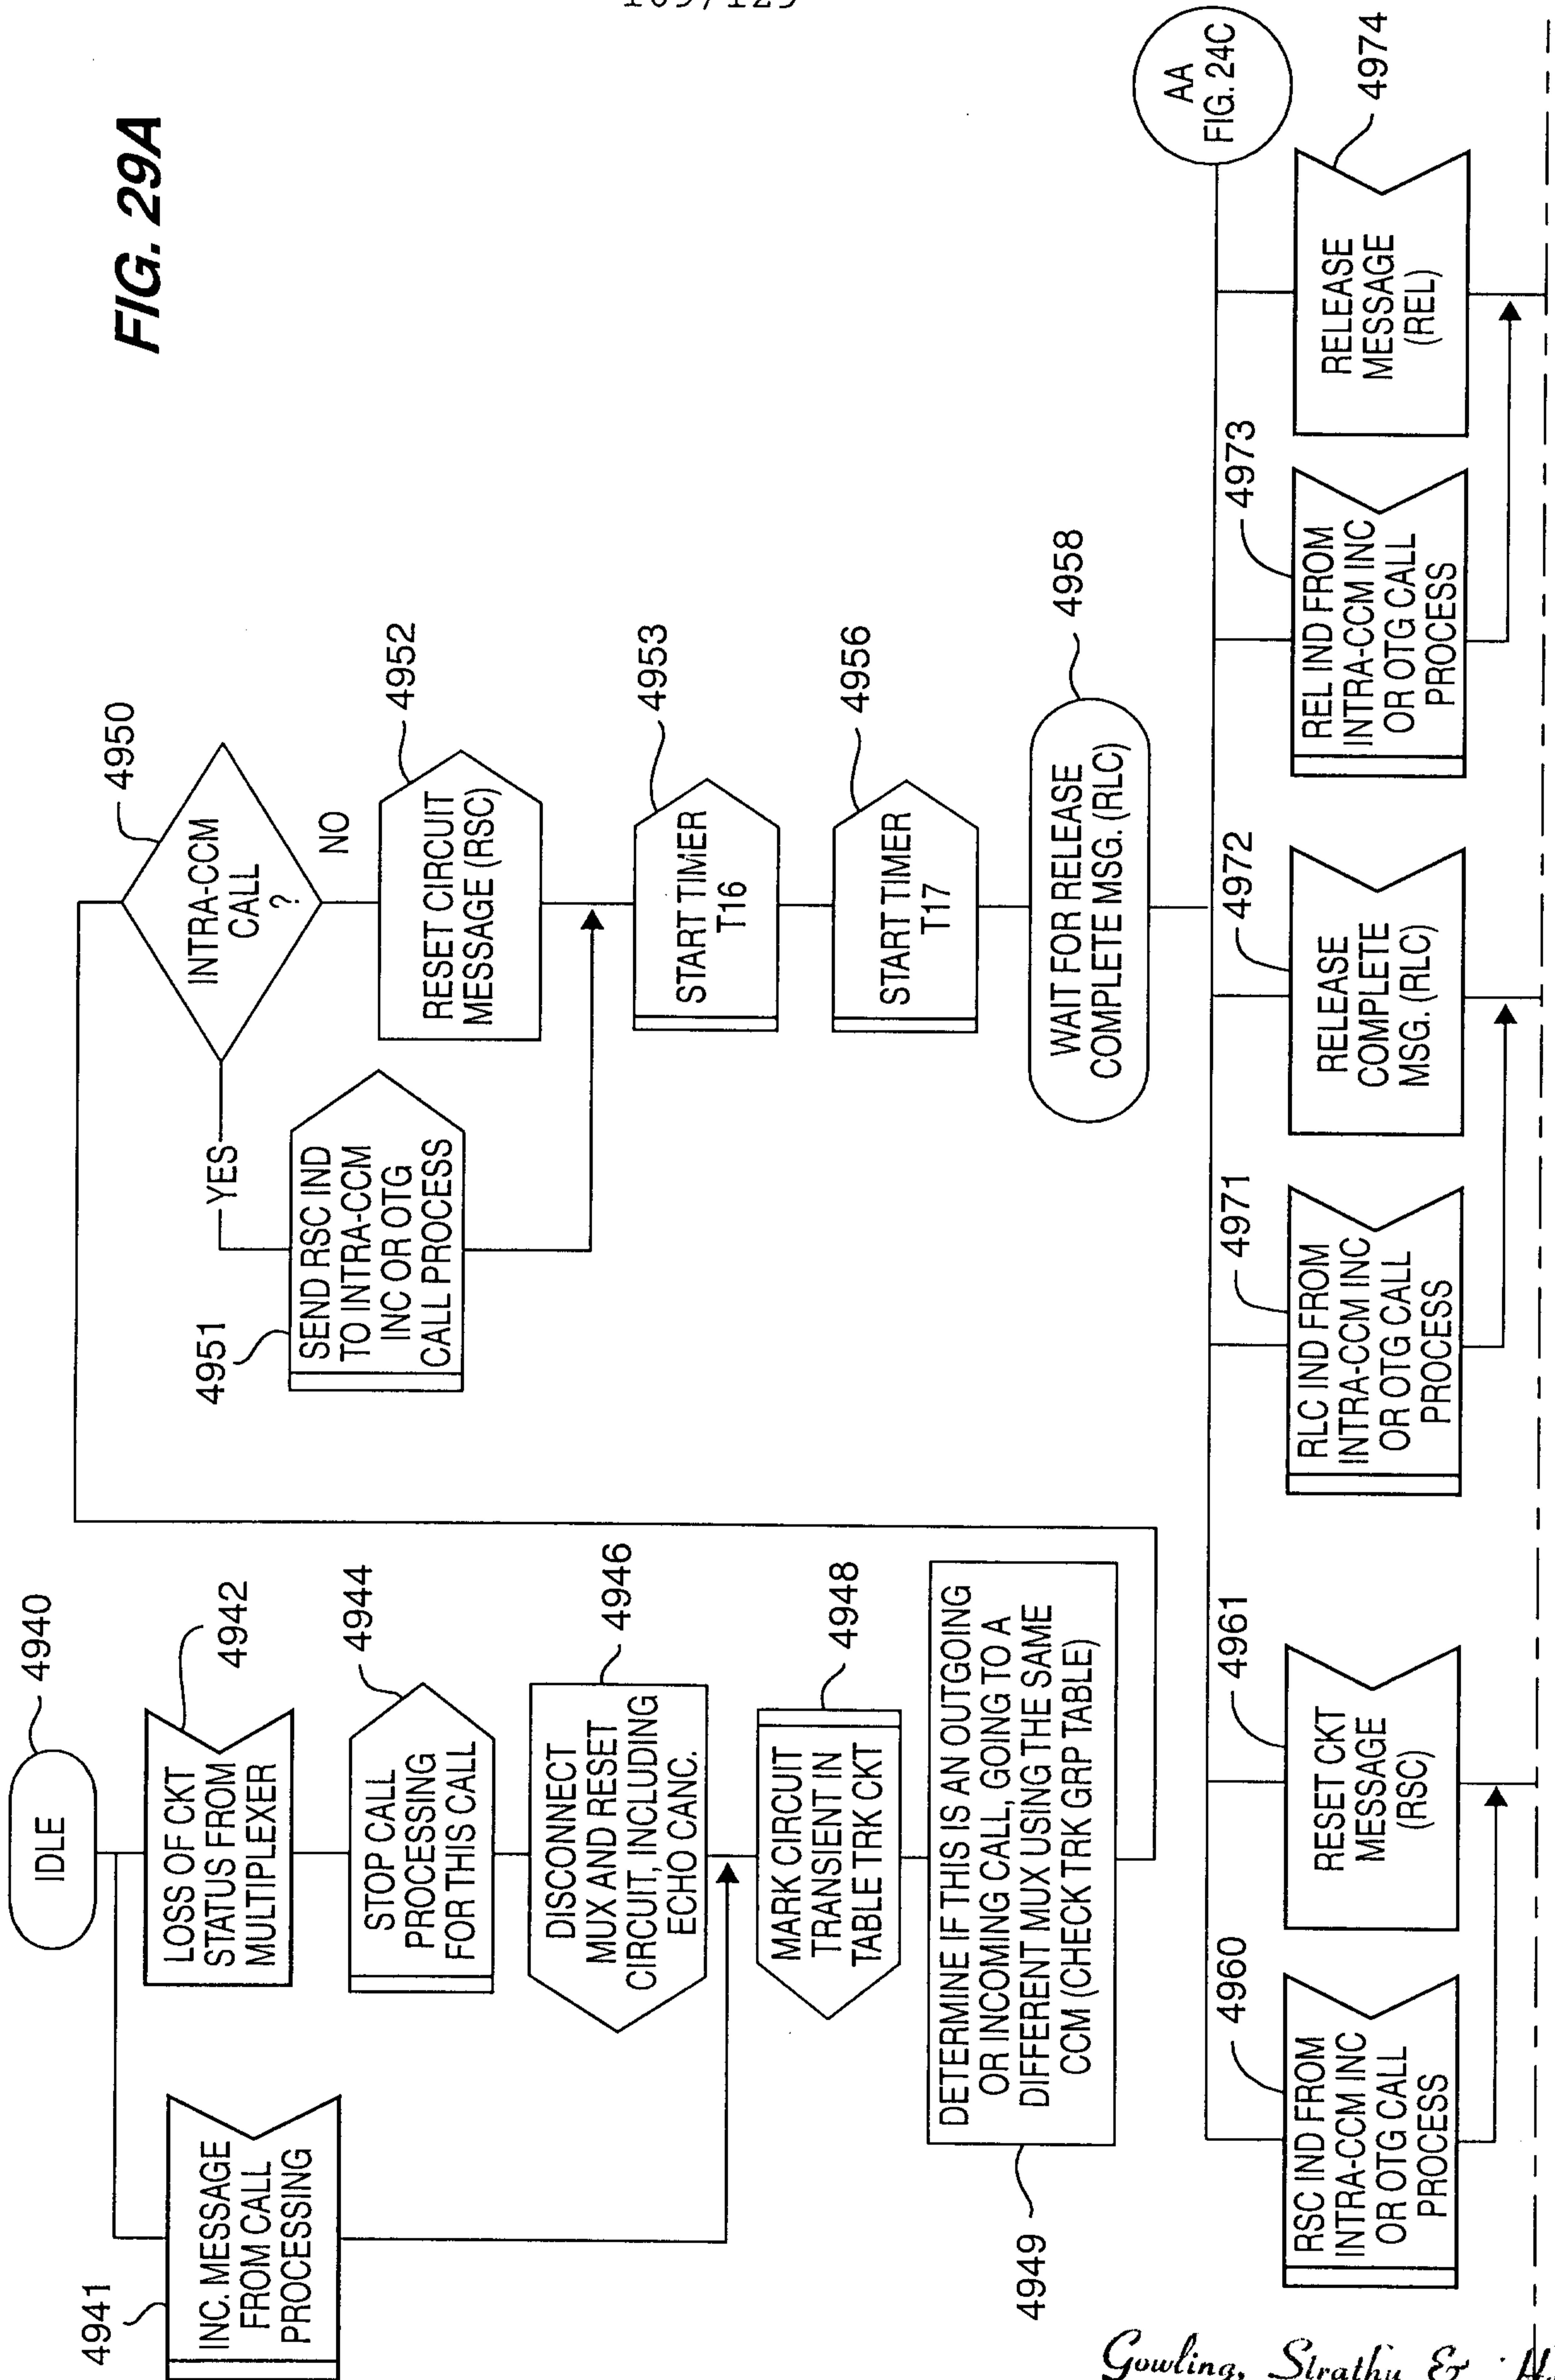 109/123
FIG. 29A
IDLE
4940
4941
INC. MESSAGE
FROM CALL
PROCESSING
LOSS OF CKT
STATUS FROM
MULTIPLEXER
4942
STOP CALL
PROCESSING
FOR THIS CALL
4944
DISCONNECT
MUX AND RESET
CIRCUIT, INCLUDING
ECHO CANC.
4946
MARK CIRCUIT
TRANSIENT IN
TABLE TRK CKT
4948
DETERMINE IF THIS IS AN OUTGOING
OR INCOMING CALL, GOING TO A
DIFFERENT MUX USING THE SAME
CCM (CHECK TRK GRP TABLE)
4949
INTRA-CCM
CALL
?
4950
YES
NO
4951
SEND RSC IND
TO INTRA-CCM
INC OR OTG
CALL PROCESS
RESET CIRCUIT
MESSAGE (RSC)
4952
START TIMER
T16
4953
START TIMER
T17
4956
WAIT FOR RELEASE
COMPLETE MSG. (RLC)
4958
AA
FIG. 24C
RSC IND FROM
INTRA-CCM INC
OR OTG CALL
PROCESS
4960
RESET CKT
MESSAGE
(RSC)
4961
RLC IND FROM
INTRA-CCM INC
OR OTG CALL
PROCESS
4971
RELEASE
COMPLETE
MSG. (RLC)
4972
REL IND FROM
INTRA-CCM INC
OR OTG CALL
PROCESS
4973
RELEASE
MESSAGE
(REL)
4974
Gowling, Strathy &